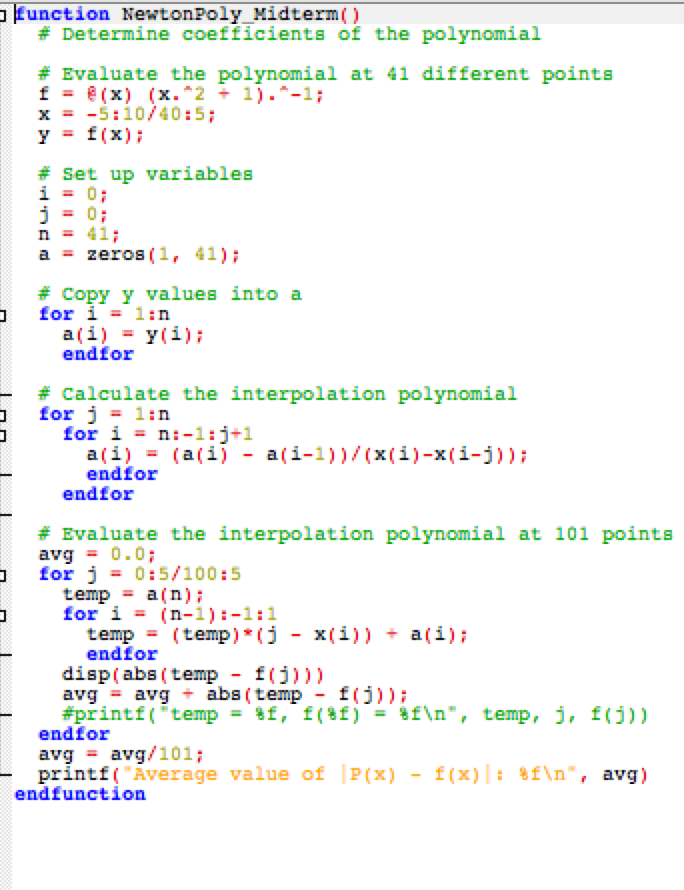 function NewtonPoly_Midterm()
# Determine coefficients of the polynomial
# Evaluate the polynomial at 41 different points
f = @(x) (x.^2 + 1).^-1;
x = -5:10/40:5;
y = f(x);
# Set up variables
i = 0;
j = 0;
n = 41;
a = zeros(1, 41);
# Copy y values into a
for i = 1:n
a(i) = y(i);
endfor
# Calculate the interpolation polynomial
for j = 1:n
for i = n:-1:j+1
a(i) = (a(i) - a(i-1))/(x(i)-x(i-j));
endfor
endfor
# Evaluate the interpolation polynomial at 101 points
avg = 0.0;
for j = 0:5/100:5
temp = a(n);
for i = (n-1):-1:1
temp = (temp)*(j - x(i)) + a(i);
endfor
disp(abs(temp - f(j)))
avg = avg + abs(temp - f(j));
#printf("temp = %f, f(%f) = %f\n", temp, j, f(j))
endfor
avg = avg/101;
printf("Average value of |P(x) - f(x)|: %f\n", avg)
endfunction